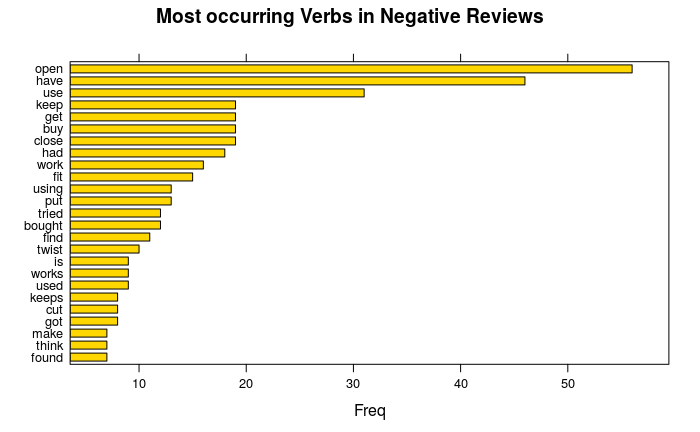 Most occurring Verbs in Negative Reviews
open
have
use
keep
get
buy
close
had
work
fit
using
put
tried
bought
find
twist
is
works
used
keeps
cut
got
make
think
found
10 20 30 40 50
Freq